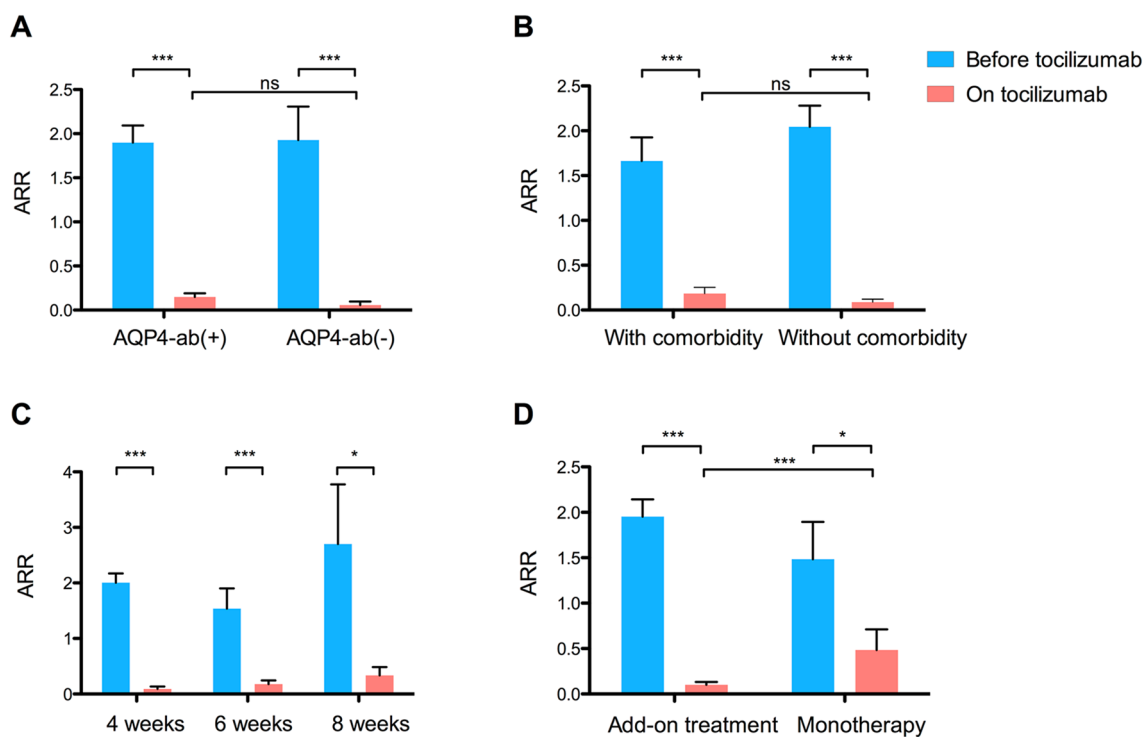 A
***
***
ns
2.5
2.0
1.5
1.0
0.5
0.0
ARR
AQP4-ab(+)
AQP4-ab(-)
B
***
***
ns
2.5
2.0
1.5
1.0
0.5
0.0
ARR
With comorbidity
Without comorbidity
Before tocilizumab
On tocilizumab
C
***
***
*
4
3
2
1
0
ARR
4 weeks
6 weeks
8 weeks
D
***
*
***
2.5
2.0
1.5
1.0
0.5
0.0
ARR
Add-on treatment
Monotherapy